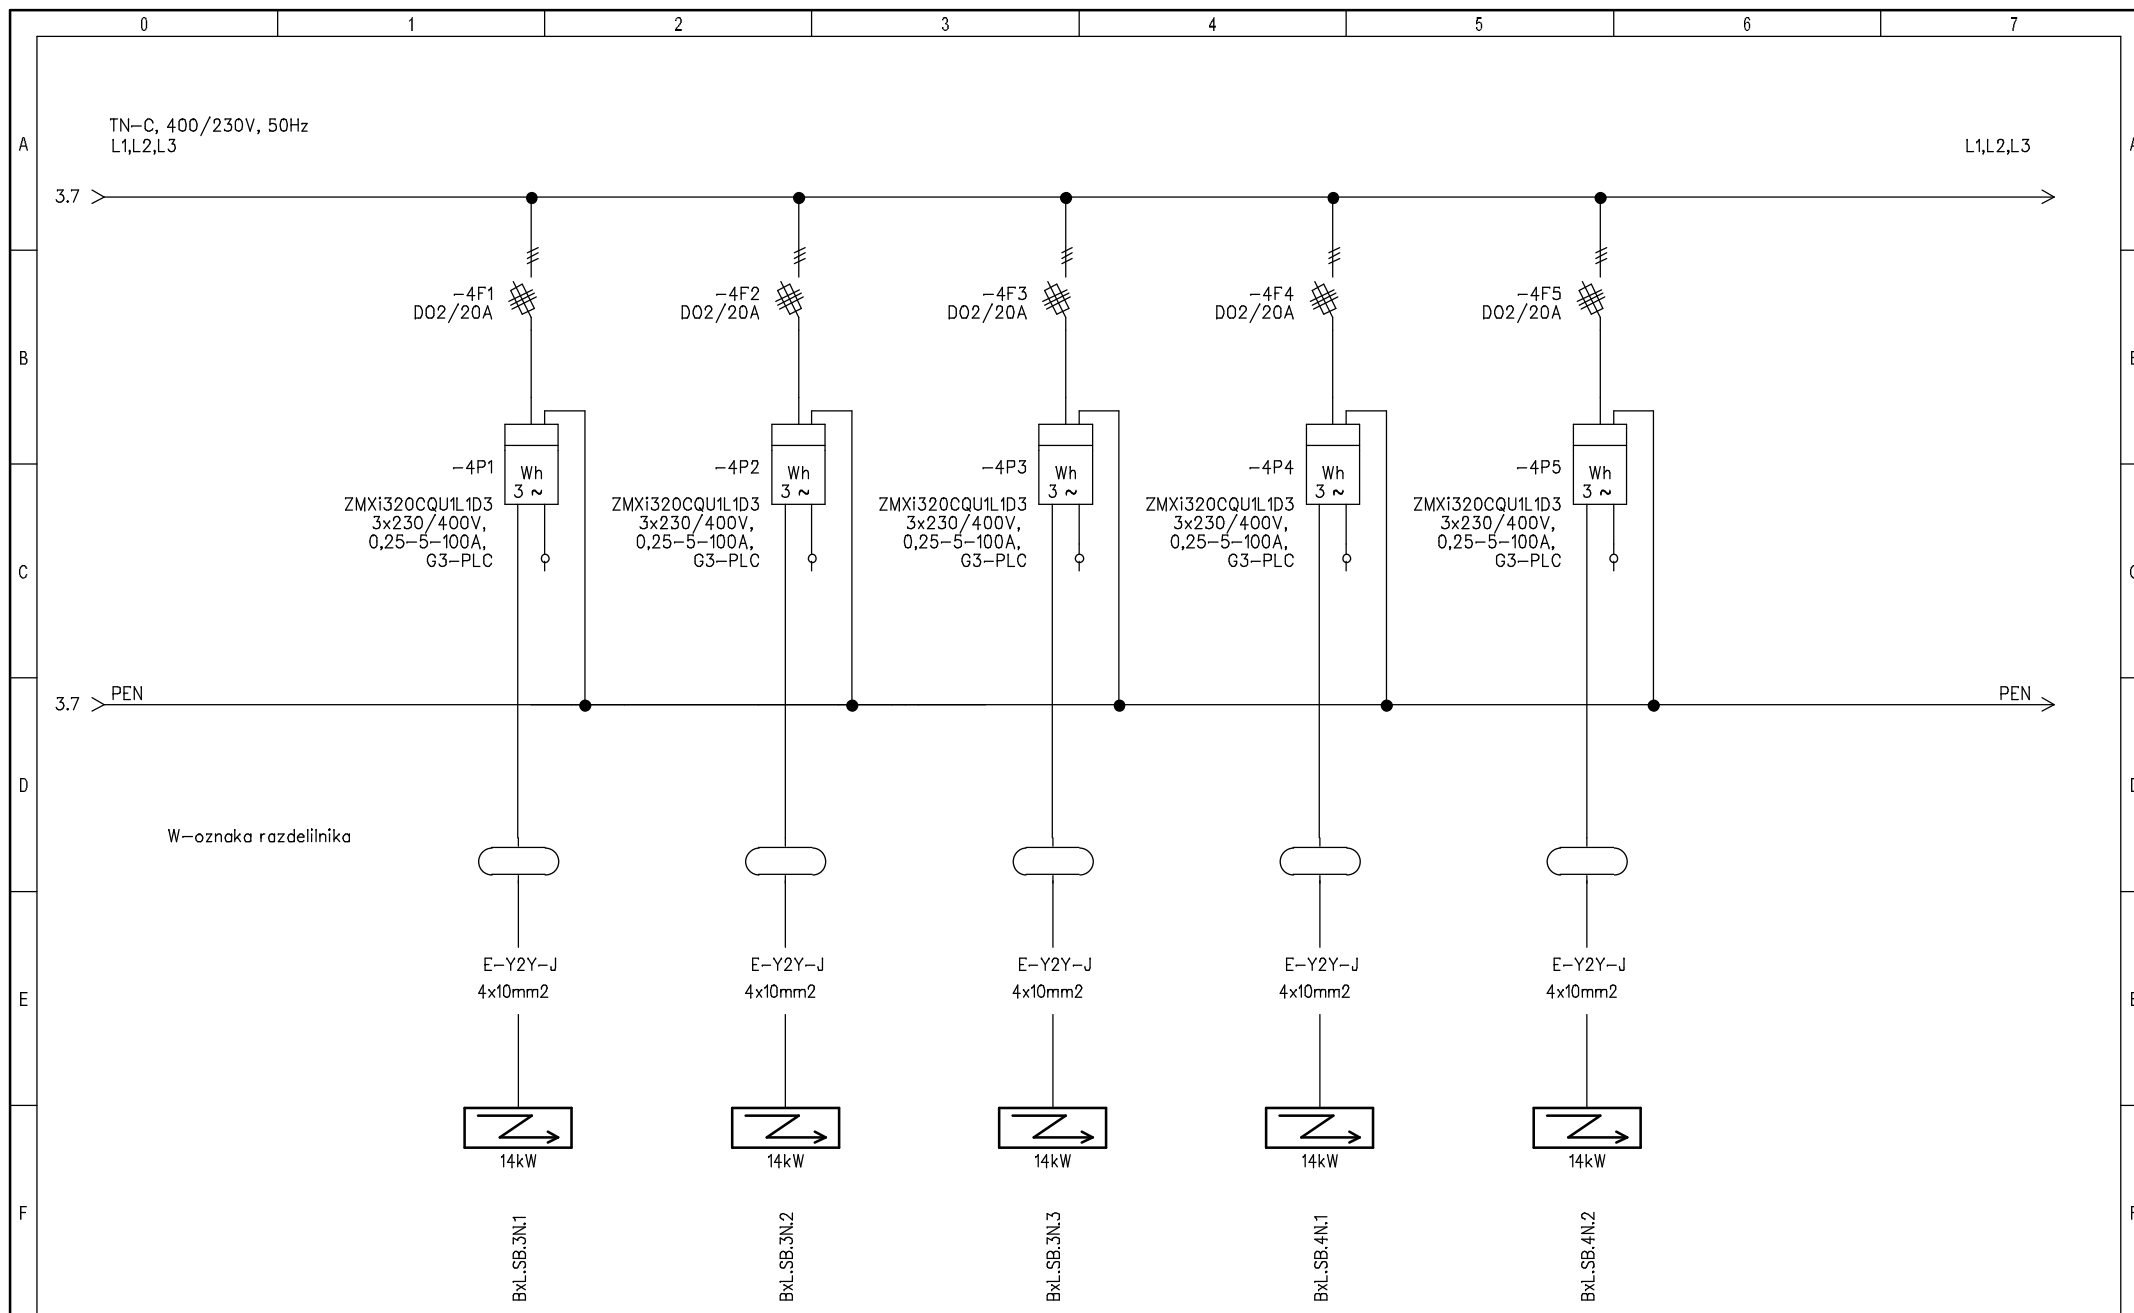 0 1 2 3 4 5 6 7
TN-C, 400/230V, 50Hz
A L1,L2,L3 L1,L2,L3 A
3.7
-4F1 -4F2 -4F3 -4F4 -4F5
DO2/20A DO2/20A DO2/20A DO2/20A DO2/20A
B
-4P1 Wh -4P2 Wh -4P3 Wh -4P4 Wh -4P5 Wh
3 ~ 3 ~ 3 ~ 3 ~ 3 ~
ZMXi320CQU1L1D3 ZMXi320CQU1L1D3 ZMXi320CQU1L1D3 ZMXi320CQU1L1D3 ZMXi320CQU1L1D3
3x230/400V, 3x230/400V, 3x230/400V, 3x230/400V, 3x230/400V,
0,25-5-100A, 0,25-5-100A, 0,25-5-100A, 0,25-5-100A, 0,25-5-100A,
G3-PLC G3-PLC G3-PLC G3-PLC G3-PLC
C
PEN PEN
3.7
D
W-oznaka razdelilnika
E-Y2Y-J E-Y2Y-J E-Y2Y-J E-Y2Y-J E-Y2Y-J
E 4x10mm2 4x10mm2 4x10mm2 4x10mm2 4x10mm2
14kW 14kW 14kW 14kW 14kW
F
BxL.SB.3N.1
BxL.SB.3N.2
BxL.SB.3N.3
BxL.SB.4N.1
BxL.SB.4N.2